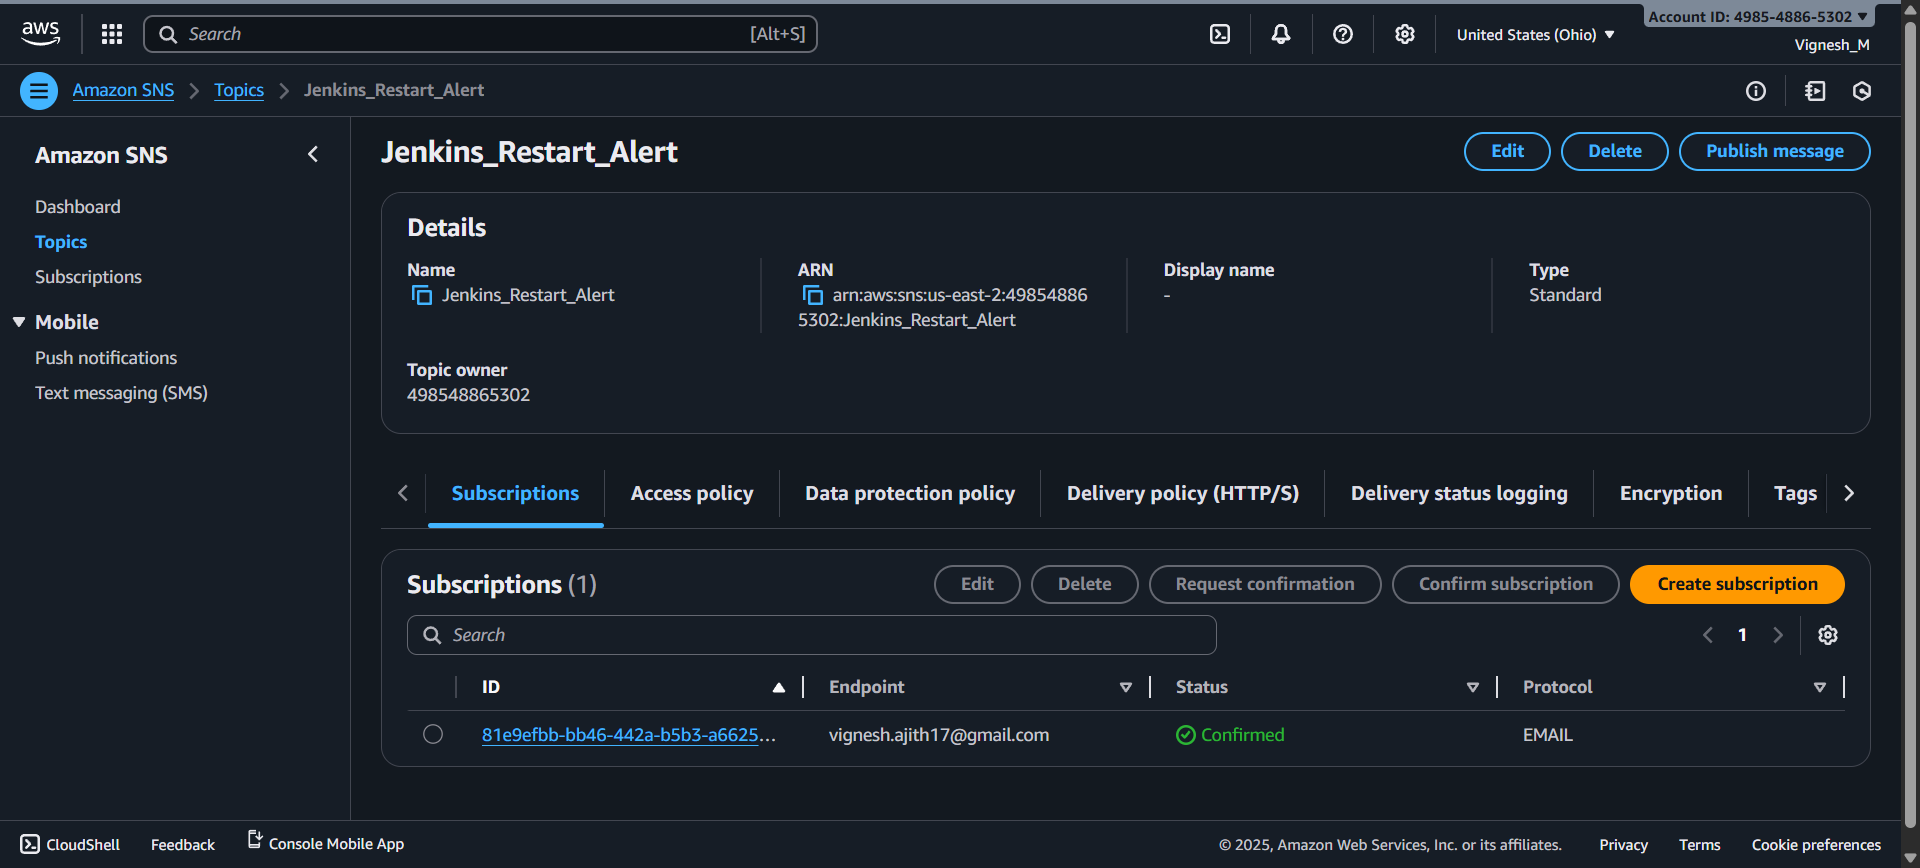 aws
Search [Alt+S]
United States (Ohio)
Account ID: 4985-4886-5302
Vignesh_M
Amazon SNS
Topics
Jenkins_Restart_Alert
Amazon SNS
Dashboard
Topics
Subscriptions
Mobile
Push notifications
Text messaging (SMS)
Jenkins_Restart_Alert
Edit
Delete
Publish message
Details
Name
Jenkins_Restart_Alert
ARN
arn:aws:sns:us-east-2:49854886
5302:Jenkins_Restart_Alert
Display name
-
Type
Standard
Topic owner
498548865302
Subscriptions
Access policy
Data protection policy
Delivery policy (HTTP/S)
Delivery status logging
Encryption
Tags
Subscriptions (1)
Edit
Delete
Request confirmation
Confirm subscription
Create subscription
Search
1
ID
Endpoint
Status
Protocol
81e9efbb-bb46-442a-b5b3-a6625...
vignesh.ajith17@gmail.com
Confirmed
EMAIL
CloudShell
Feedback
Console Mobile App
© 2025, Amazon Web Services, Inc. or its affiliates.
Privacy
Terms
Cookie preferences